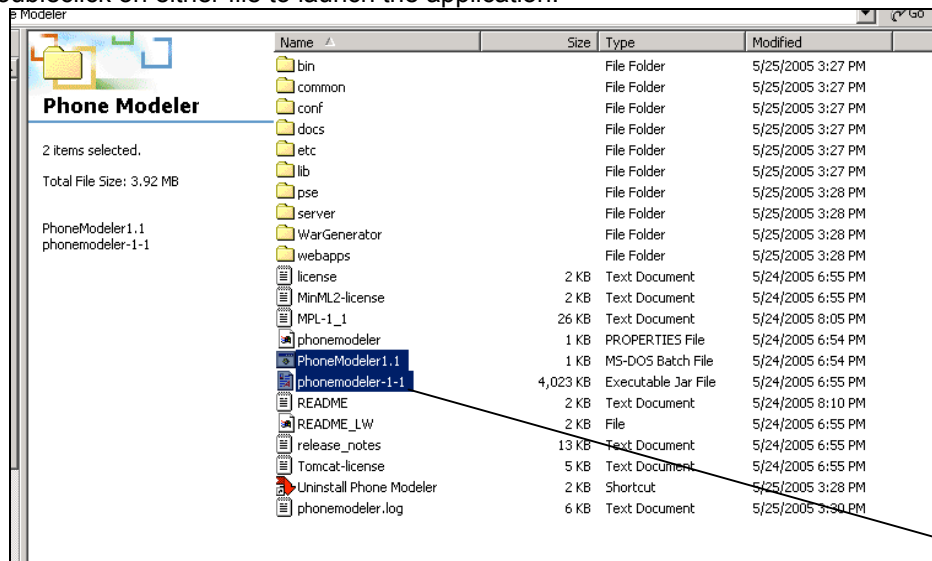 oubleclick on either file to launch the application.
e Modeler Go
Name Size Type Modified
bin File Folder 5/25/2005 3:27 PM
common File Folder 5/25/2005 3:27 PM
Phone Modeler conf File Folder 5/25/2005 3:27 PM
docs File Folder 5/25/2005 3:27 PM
2 items selected. etc File Folder 5/25/2005 3:27 PM
lib File Folder 5/25/2005 3:27 PM
Total File Size: 3.92 MB pse File Folder 5/25/2005 3:28 PM
server File Folder 5/25/2005 3:28 PM
PhoneModeler1.1 WarGenerator File Folder 5/25/2005 3:28 PM
phonemodeler-1-1 webapps File Folder 5/25/2005 3:28 PM
license 2 KB Text Document 5/24/2005 6:55 PM
MinML2-license 2 KB Text Document 5/24/2005 6:55 PM
MPL-1_1 26 KB Text Document 5/24/2005 8:05 PM
phonemodeler 1 KB PROPERTIES File 5/24/2005 6:54 PM
PhoneModeler1.1 1 KB MS-DOS Batch File 5/24/2005 6:54 PM
phonemodeler-1-1 4,023 KB Executable Jar File 5/24/2005 6:55 PM
README 2 KB Text Document 5/24/2005 8:10 PM
README_LW 2 KB File 5/24/2005 6:55 PM
release_notes 13 KB Text Document 5/24/2005 6:55 PM
Tomcat-license 5 KB Text Document 5/24/2005 6:55 PM
Uninstall Phone Modeler 2 KB Shortcut 5/25/2005 3:28 PM
phonemodeler.log 6 KB Text Document 5/25/2005 3:30 PM